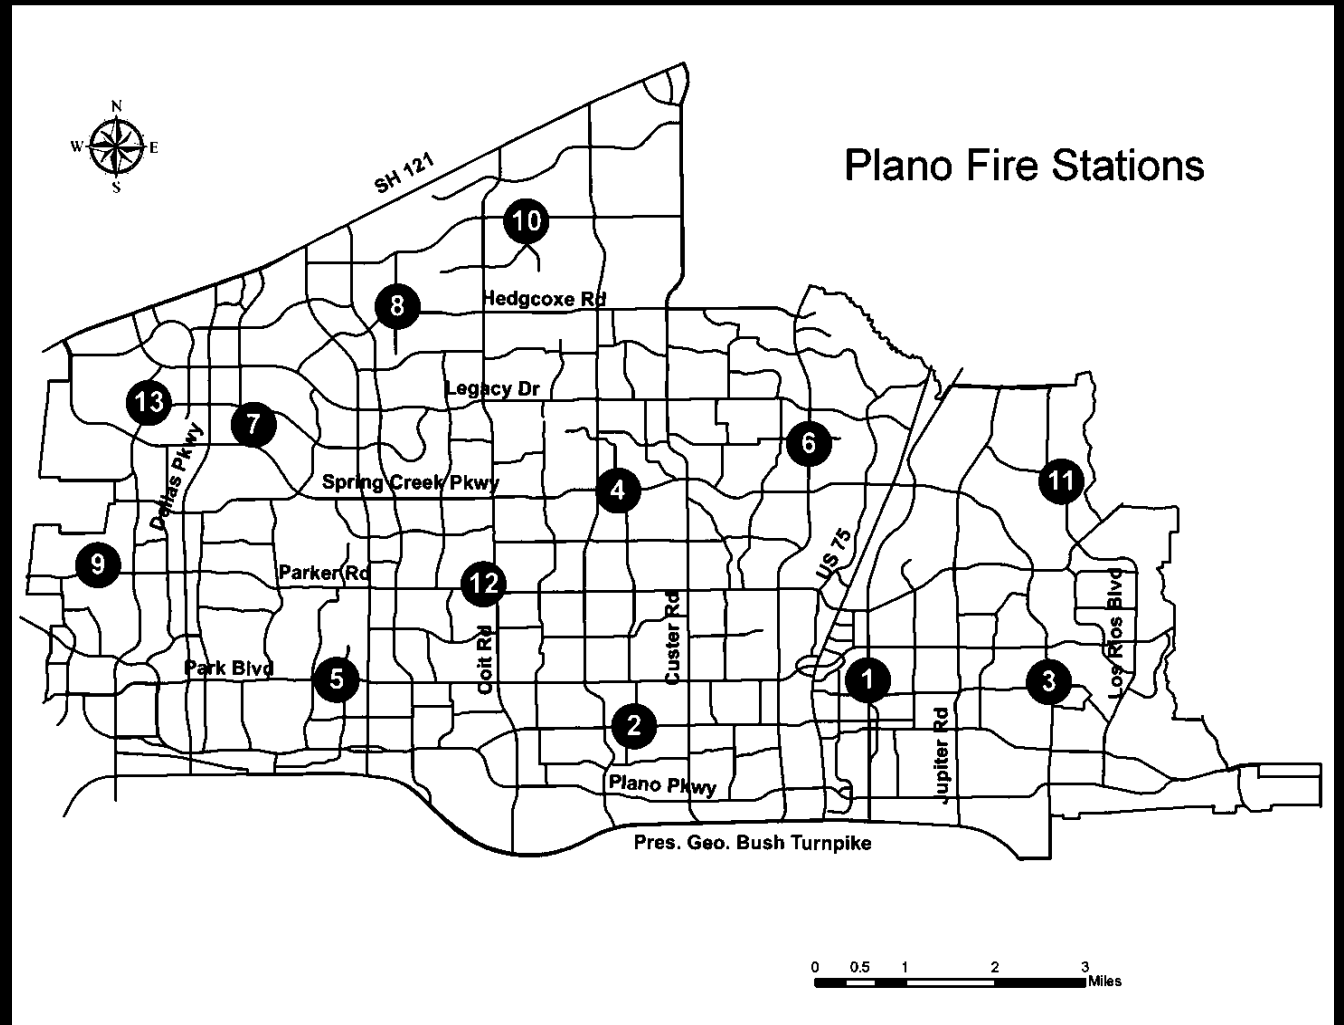 N
W E
S
Plano Fire Stations
SH 121
10
8
Hedgcoxe Rd
13
7
Legacy Dr
Dallas Pkwy
6
Spring Creek Pkwy
4
11
US 75
9
Parker Rd
12
Custer Rd
Los Rios Blvd
Coit Rd
Park Blvd
5
1
3
2
Jupiter Rd
Plano Pkwy
Pres. Geo. Bush Turnpike
0 0.5 1 2 3
Miles